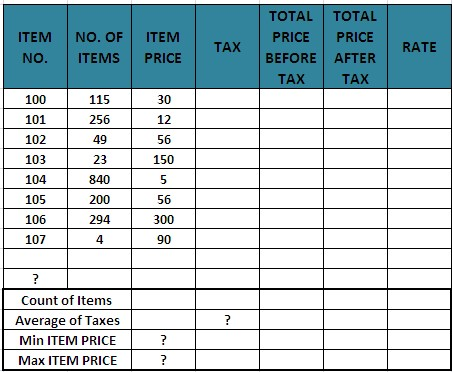 ITEM NO. NO. OF ITEMS ITEM PRICE TAX TOTAL PRICE BEFORE TAX TOTAL PRICE AFTER TAX RATE
100 115 30
101 256 12
102 49 56
103 23 150
104 840 5
105 200 56
106 294 300
107 4 90
?
Count of Items
Average of Taxes ?
Min ITEM PRICE ?
Max ITEM PRICE ?